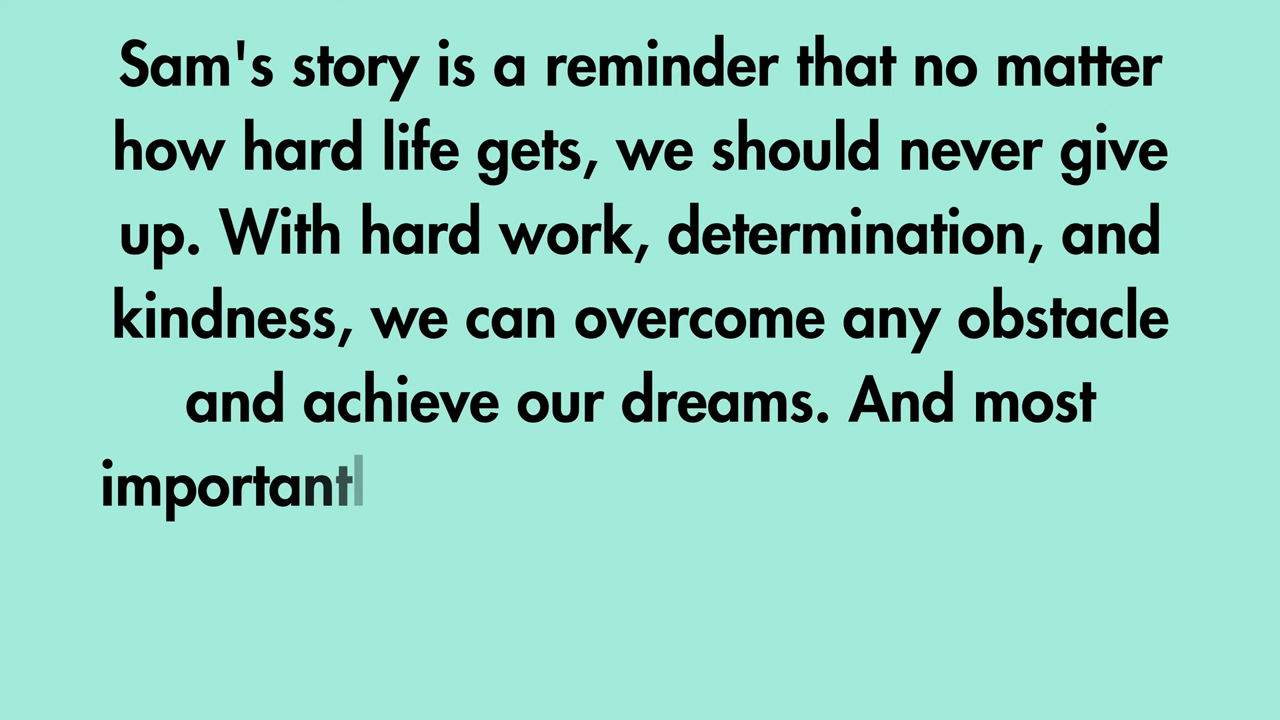 Sam's story is a reminder that no matter
how hard life gets, we should never give
up. With hard work, determination, and
kindness, we can overcome any obstacle
and achieve our dreams. And most
importantl